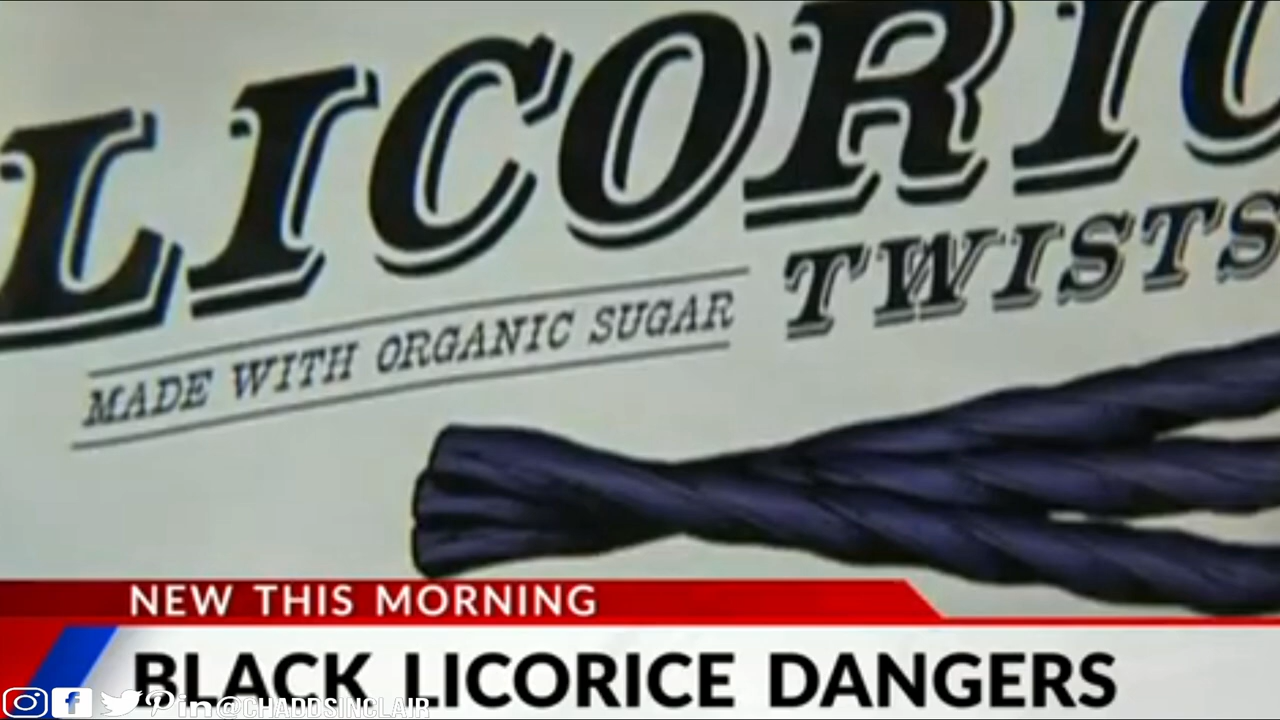 LICORIC
TWISTS
MADE WITH ORGANIC SUGAR
NEW THIS MORNING
BLACK LICORICE DANGERS
@CHADDSINCLAIR